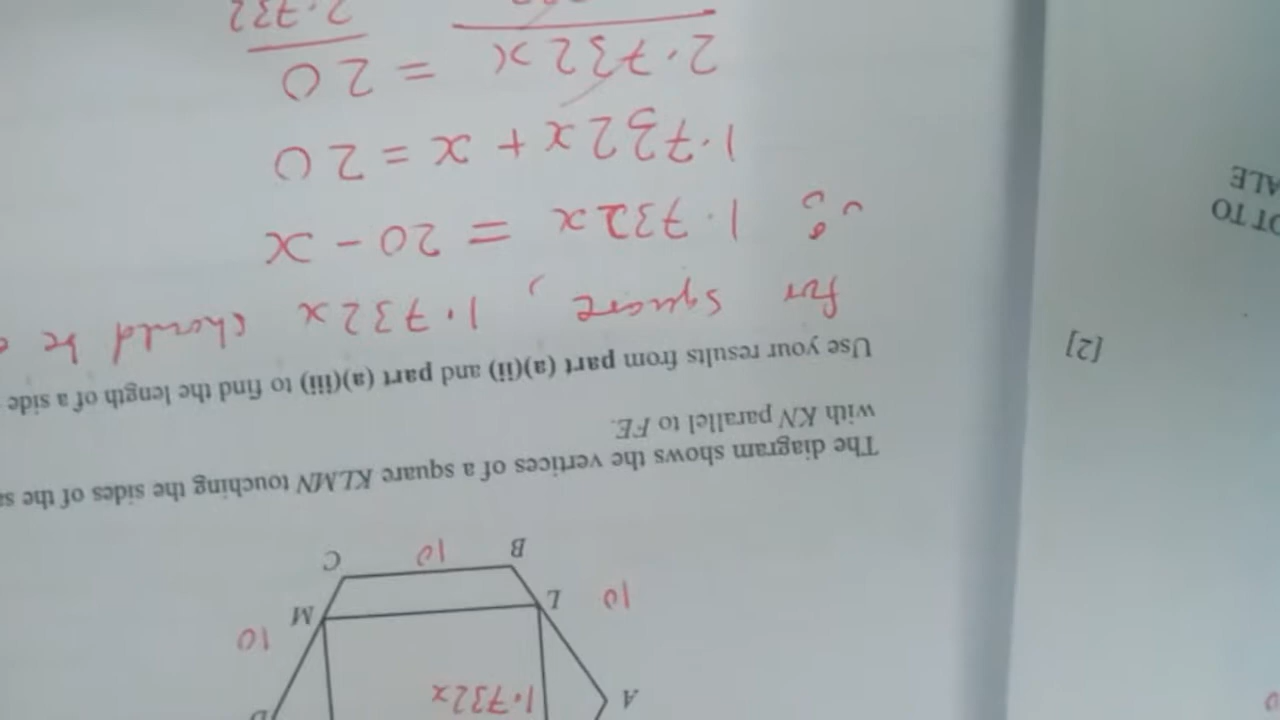 A
1.732x
D
10
M
L
10
C
10
B
The diagram shows the vertices of a square KLMN touching the sides of the
with KN parallel to FE.
Use your results from part (a)(ii) and part (a)(iii) to find the length of a side
[2]
for square, 1.732x should be
1.732x = 20 - x
1.732x + x = 20
2.732x = 20
2.732